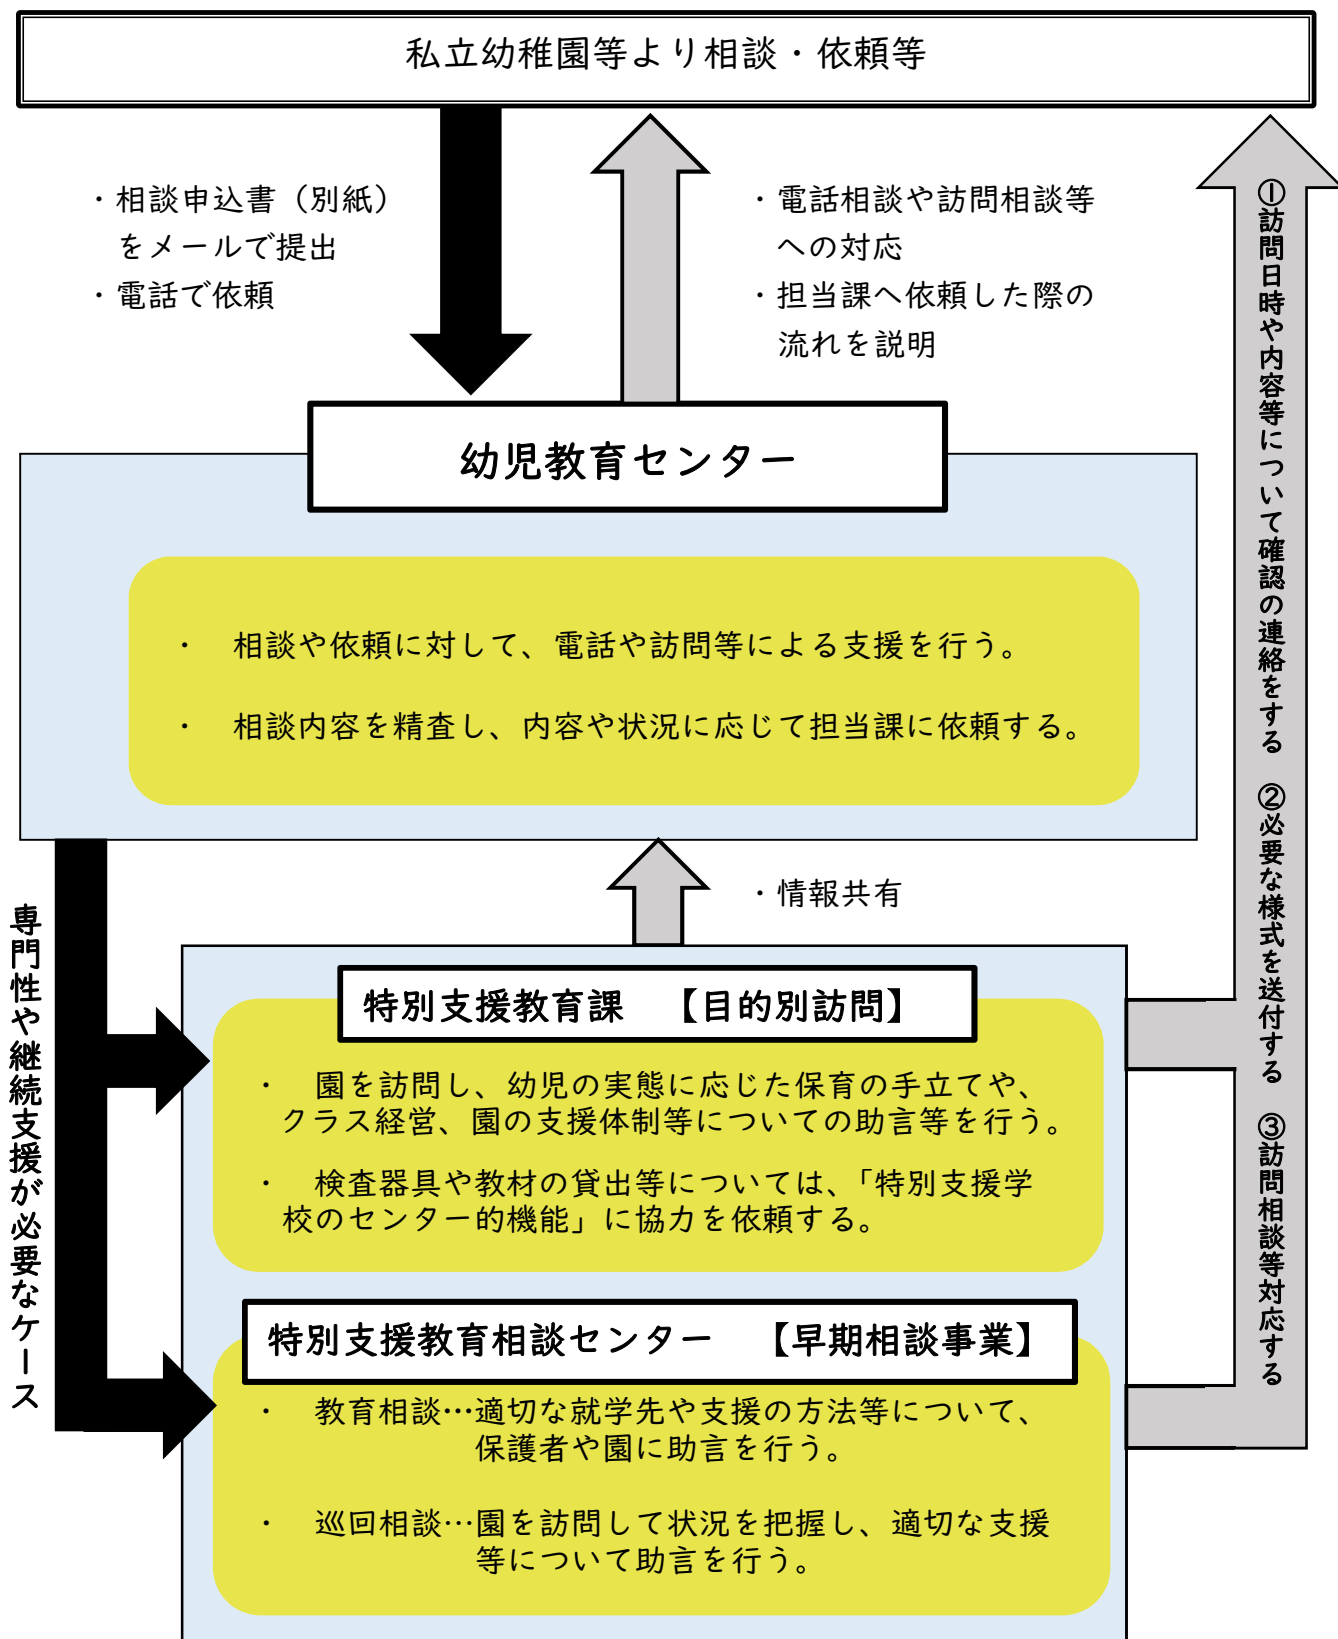 私立幼稚園等より相談・依頼等
・相談申込書（別紙）
をメールで提出
・電話で依頼
・電話相談や訪問相談等
への対応
・担当課へ依頼した際の
流れを説明
幼児教育センター
・　相談や依頼に対して、電話や訪問等による支援を行う。
・　相談内容を精査し、内容や状況に応じて担当課に依頼する。
・情報共有
専門性や継続支援が必要なケース
特別支援教育課　【目的別訪問】
・　園を訪問し、幼児の実態に応じた保育の手立てや、
クラス経営、園の支援体制等についての助言等を行う。
・　検査器具や教材の貸出等については、「特別支援学
校のセンター的機能」に協力を依頼する。
特別支援教育相談センター　【早期相談事業】
・　教育相談…適切な就学先や支援の方法等について、
保護者や園に助言を行う。
・　巡回相談…園を訪問して状況を把握し、適切な支援
等について助言を行う。
①訪問日時や内容等について確認の連絡をする　②必要な様式を送付する　③訪問相談等対応する